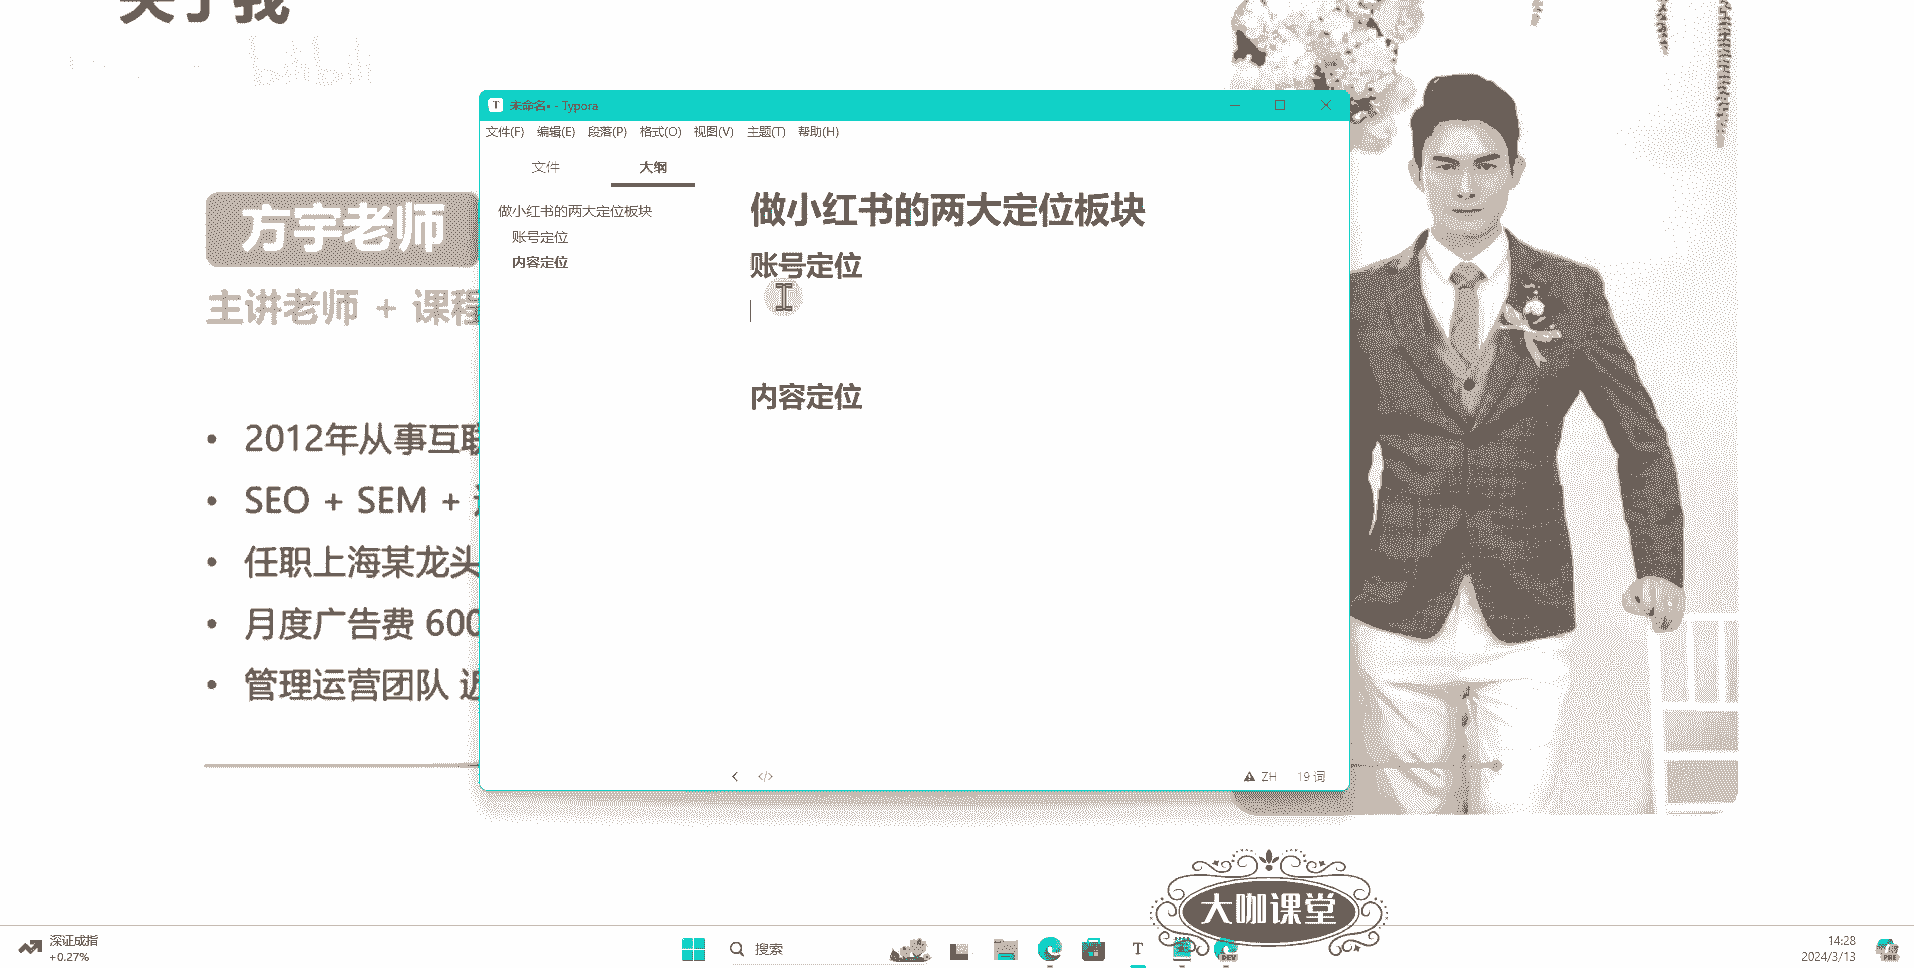 关于我
bilibili
未命名• - Typora
文件(F) 编辑(E) 段落(P) 格式(O) 视图(V) 主题(T) 帮助(H)
文件 大纲
做小红书的两大定位板块
账号定位
内容定位
做小红书的两大定位板块
账号定位
内容定位
ZH 19 词
方宇老师
主讲老师 + 课程
2012年从事互联
SEO + SEM +
任职上海某龙头
月度广告费 600
管理运营团队 近
大咖课堂
深证成指
+0.27%
搜索
T
DEV
14:28
2024/3/13
PRE